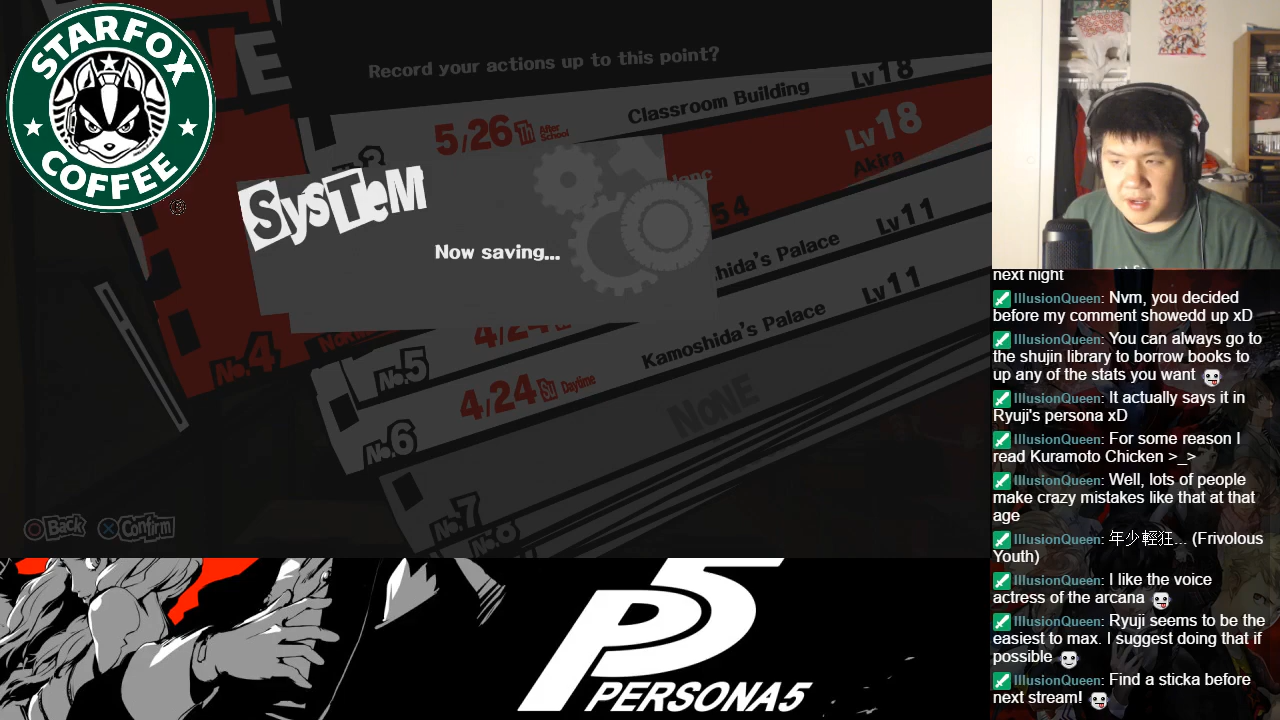 STARFOX
COFFEE
E
Record your actions up to this point?
5/26 Th After School
Classroom Building
Lv18
Lv18
Akira
SYSTEM
Now saving...
54
Lv11
hida's Palace
No.4
4/24
No.5
Lv11
Kamoshida's Palace
4/24 Su Daytime
No.6
NoNE
No.7
No.8
Back
Confirm
P5
PERSONA5
next night
IllusionQueen: Nvm, you decided
before my comment showedd up xD
IllusionQueen: You can always go to
the shujin library to borrow books to
up any of the stats you want
IllusionQueen: It actually says it in
Ryuji's persona xD
IllusionQueen: For some reason I
read Kuramoto Chicken >_>
IllusionQueen: Well, lots of people
make crazy mistakes like that at that
age
IllusionQueen: 年少輕狂... (Frivolous
Youth)
IllusionQueen: I like the voice
actress of the arcana
IllusionQueen: Ryuji seems to be the
easiest to max. I suggest doing that if
possible
IllusionQueen: Find a sticka before
next stream!